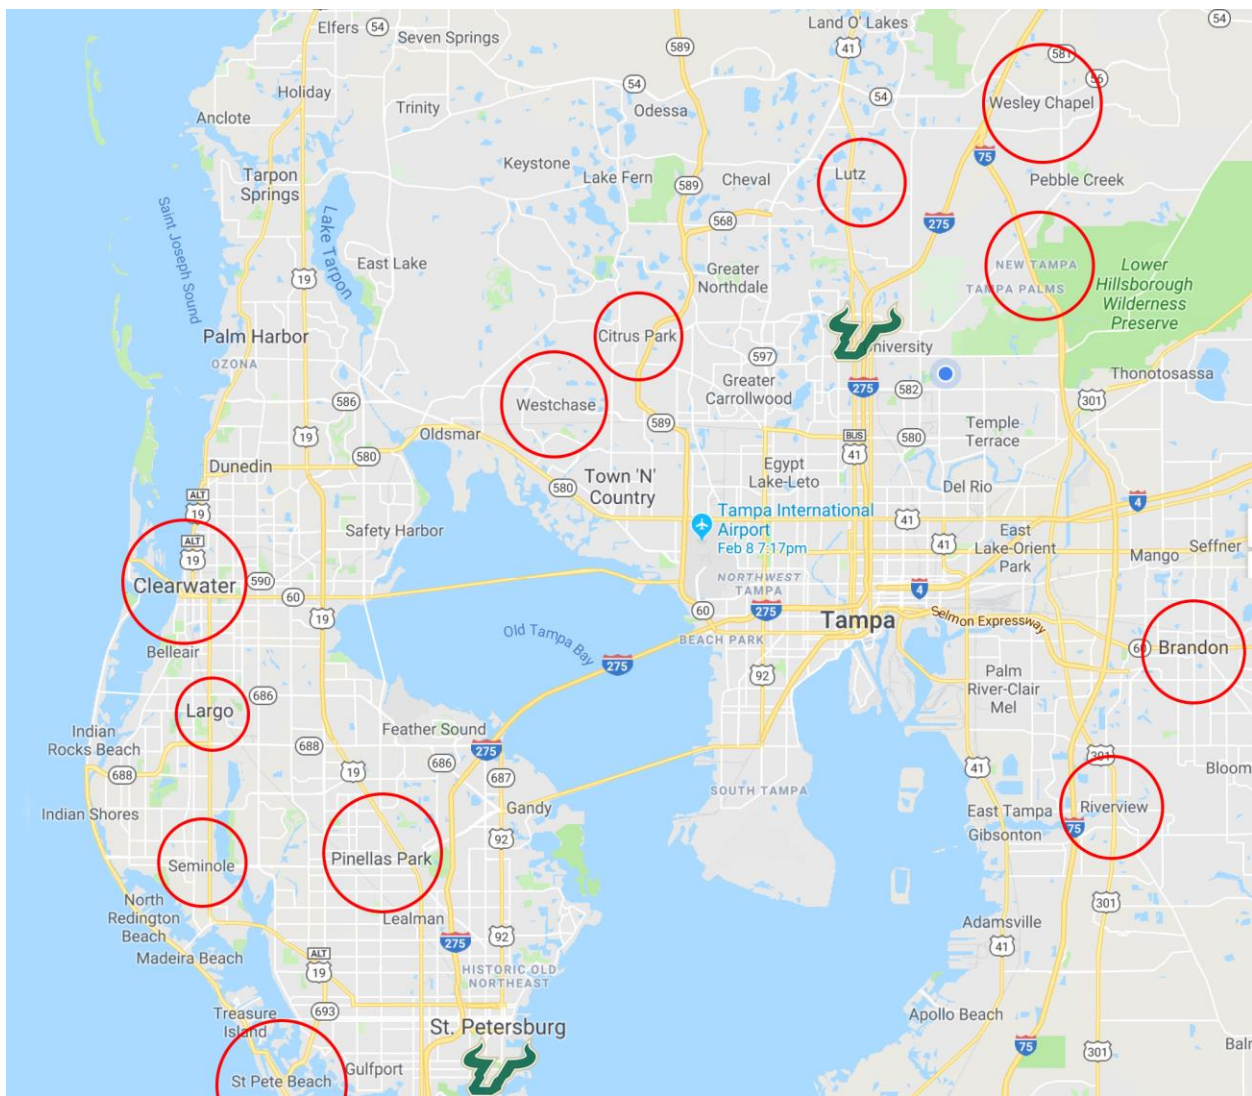 Elfers
54
Seven Springs
589
Land O' Lakes
41
54
581
56
Wesley Chapel
Holiday
Trinity
54
Odessa
54
Anclote
Keystone
Lake Fern
589
Cheval
Lutz
75
Pebble Creek
Tarpon
Springs
568
275
Saint Joseph Sound
Lake Tarpon
East Lake
19
Greater
Northdale
NEW TAMPA
TAMPA PALMS
Lower
Hillsborough
Wilderness
Preserve
Palm Harbor
OZONA
Citrus Park
597
University
Thonotosassa
586
Westchase
Greater
Carrollwood
275
582
301
19
Oldsmar
589
BUS
41
580
Temple
Terrace
580
Dunedin
Town 'N'
Country
580
Egypt
Lake-Leto
Del Rio
4
ALT
19
Safety Harbor
Tampa International
Airport
Feb 8 7:17pm
41
41
East
Lake-Orient
Park
Mango
Seffner
ALT
19
Clearwater
590
60
19
NORTHWEST
TAMPA
275
60
4
Selmon Expressway
Tampa
BEACH PARK
Old Tampa Bay
275
Belleair
92
60
Brandon
Palm
River-Clair
Mel
Largo
686
Indian
Rocks Beach
688
688
Feather Sound
686
275
687
19
41
301
Bloom
SOUTH TAMPA
Indian Shores
Gandy
East Tampa
Gibsonton
75
Riverview
92
Seminole
Pinellas Park
North
Redington
Beach
Lealman
275
92
301
Adamsville
41
Madeira Beach
ALT
19
HISTORIC OLD
NORTHEAST
Treasure
Island
693
St. Petersburg
Apollo Beach
75
301
Balr
St Pete Beach
Gulfport